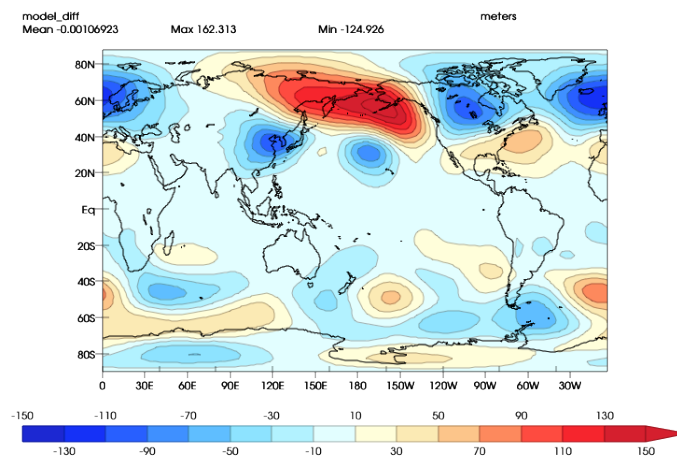 model_diff meters
Mean -0.00106923 Max 162.313 Min -124.926
80N
60N
40N
20N
Eq
20S
40S
60S
80S
0 30E 60E 90E 120E 150E 180 150W 120W 90W 60W 30W
-150 -110 -70 -30 10 50 90 130
-130 -90 -50 -10 30 70 110 150